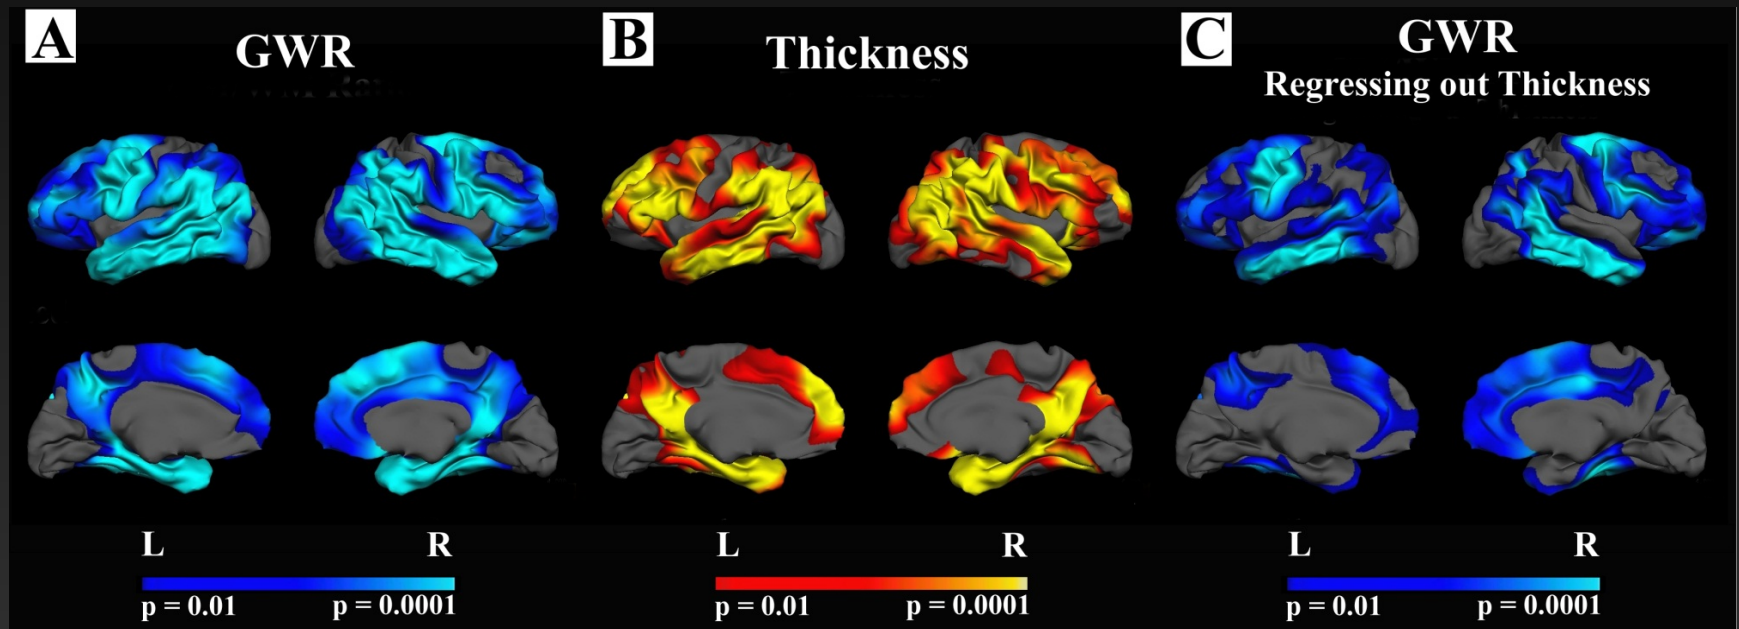 A
GWR
B
Thickness
C
GWR
Regressing out Thickness
L
R
L
R
L
R
p = 0.01
p = 0.0001
p = 0.01
p = 0.0001
p = 0.01
p = 0.0001